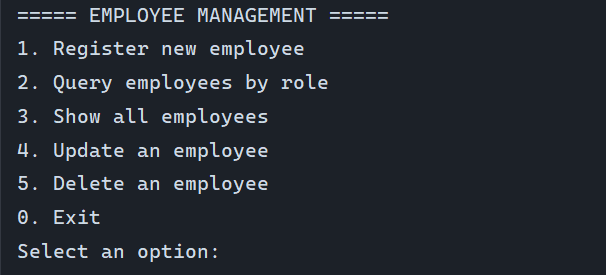 ===== EMPLOYEE MANAGEMENT =====
1. Register new employee
2. Query employees by role
3. Show all employees
4. Update an employee
5. Delete an employee
0. Exit
Select an option: